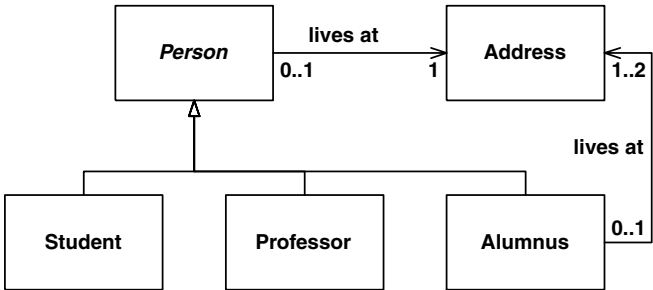 lives at
Person
Address
0..1
1
1..2
lives at
0..1
Student
Professor
Alumnus